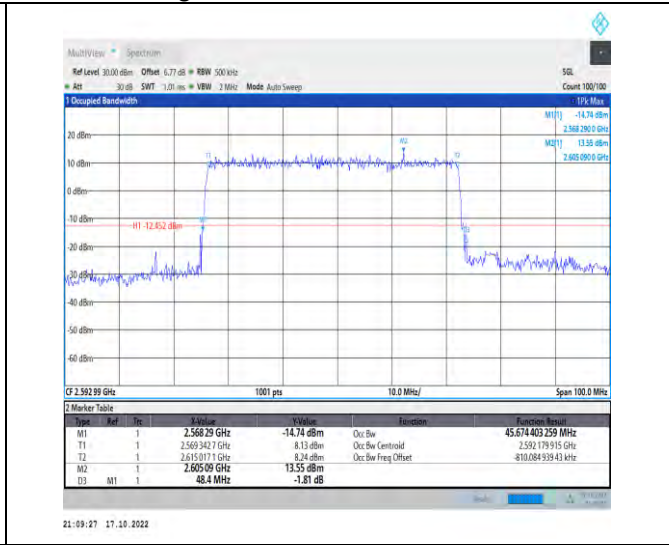 MultiView Spectrum
Ref Level 30.00 dBm Offset 6.77 dB RBW 500 kHz SGL
Att 30 dB SWT 1.01 ms VBW 2 MHz Mode Auto Sweep Count 100/100
1 Occupied Bandwidth 1Pk Max
M1[1] -14.74 dBm
2.568 290 0 GHz
20 dBm M2[1] 13.55 dBm
M2 2.605 090 0 GHz
T1 T2
10 dBm
0 dBm
-10 dBm
H1 -12.452 dBm
-20 dBm
-30 dBm
-40 dBm
-50 dBm
-60 dBm
CF 2.592 99 GHz 1001 pts 10.0 MHz/ Span 100.0 MHz
2 Marker Table
Type Ref Trc X-Value Y-Value Function Function Result
M1 1 2.568 29 GHz -14.74 dBm Occ Bw 45.674 403 259 MHz
T1 1 2.569 342 7 GHz 8.13 dBm Occ Bw Centroid 2.592 179 915 GHz
T2 1 2.615 017 1 GHz 8.24 dBm Occ Bw Freq Offset -810.084 939 43 kHz
M2 1 2.605 09 GHz 13.55 dBm
D3 M1 1 48.4 MHz -1.81 dB
21:09:27 17.10.2022